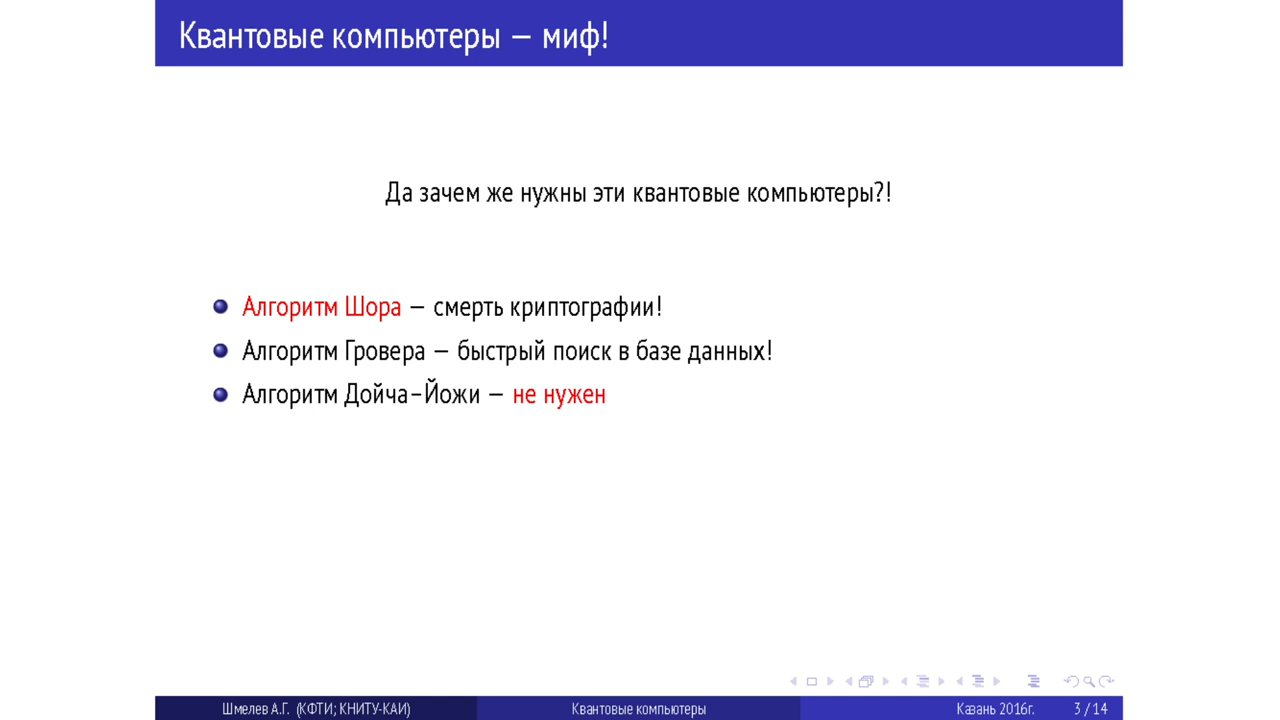 Квантовые компьютеры — миф!
Да зачем же нужны эти квантовые компьютеры?!
Алгоритм Шора — смерть криптографии!
Алгоритм Гровера — быстрый поиск в базе данных!
Алгоритм Дойча–Йожи — не нужен
Шмелев А.Г. (КФТИ; КНИТУ-КАИ) Квантовые компьютеры Казань 2016г. 3 / 14